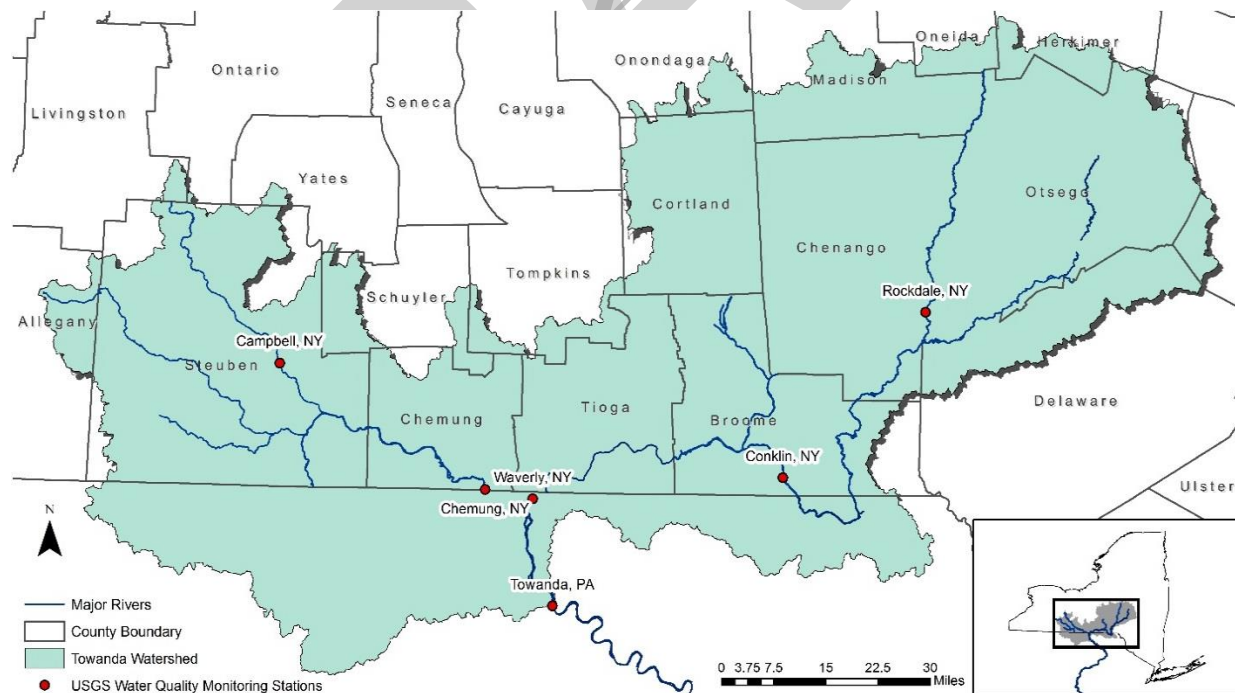 Oneida
Herkimer
Onondaga
Madison
Ontario
Seneca
Cayuga
Livingston
Yates
Otsego
Cortland
Chenango
Tompkins
Schuyler
Rockdale, NY
Allegany
Campbell, NY
Steuben
Delaware
Tioga
Chemung
Broome
Conklin, NY
Waverly, NY
Ulster
Chemung, NY
N
Towanda, PA
Major Rivers
County Boundary
Towanda Watershed
USGS Water Quality Monitoring Stations
0 3.75 7.5 15 22.5 30
Miles